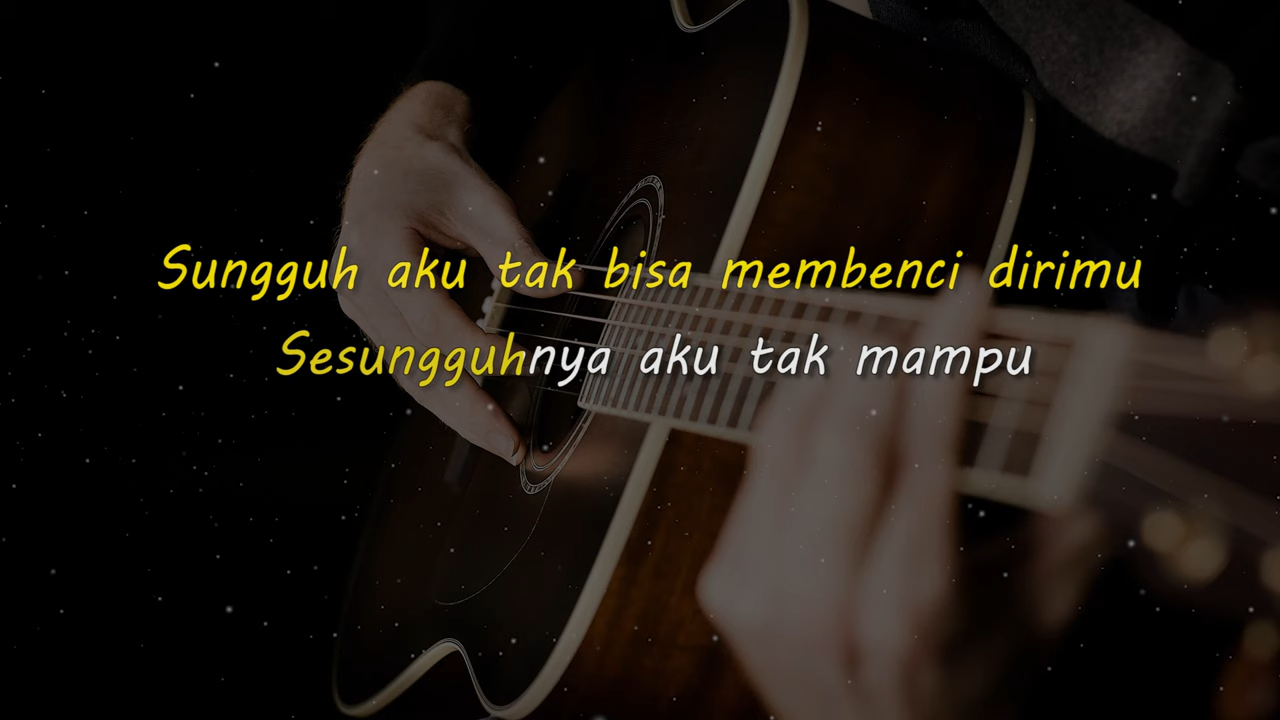 Sungguh aku tak bisa membenci dirimu
Sesungguhnya aku tak mampu